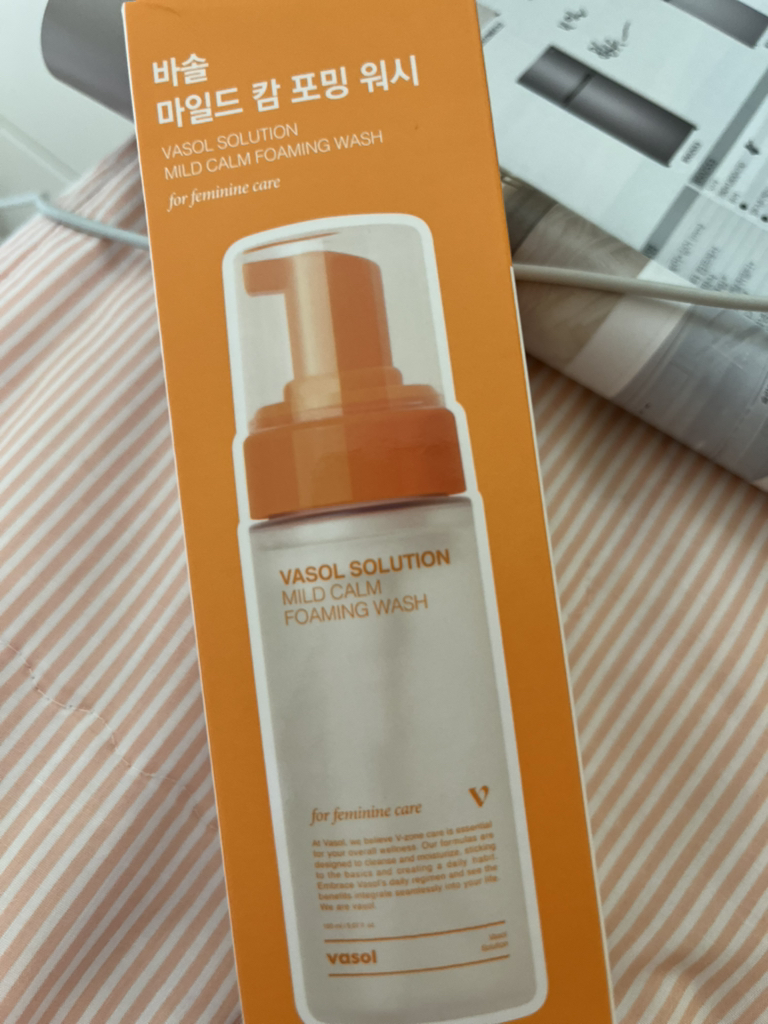 바솔
마일드 캄 포밍 워시
VASOL SOLUTION
MILD CALM FOAMING WASH
for feminine care
VASOL SOLUTION
MILD CALM
FOAMING WASH
for feminine care
V
At Vasol, we believe V-zone care is essential
for your overall wellness. Our formulas are
designed to cleanse and moisturize, sticking
to the basics and creating a daily habit.
Embrace Vasol's daily regimen and see the
benefits integrate seamlessly into your life.
We are vasol.
vasol
Vasol
Solution